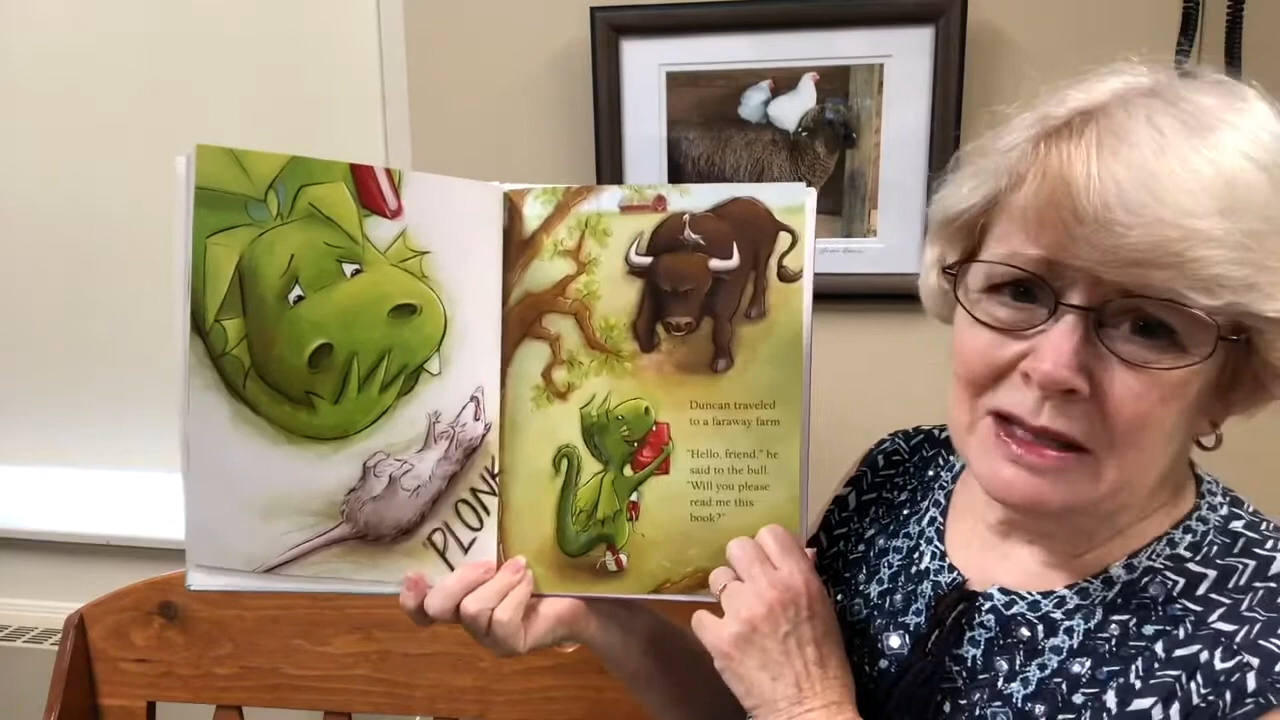 PLONK
Duncan traveled
to a faraway farm
"Hello, friend," he
said to the bull.
"Will you please
read me this
book?"